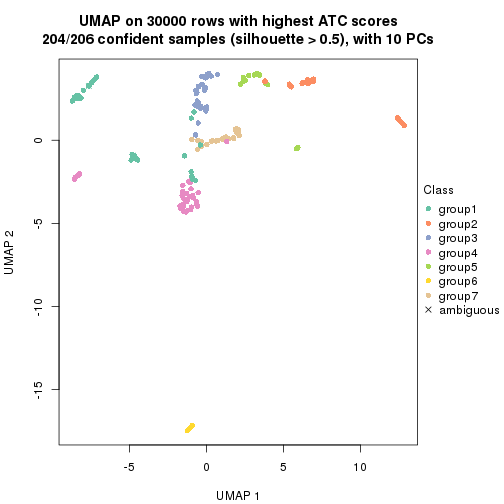 UMAP on 30000 rows with highest ATC scores
204/206 confident samples (silhouette > 0.5), with 10 PCs
UMAP 2
0
-5
-10
-15
-5
0
5
10
UMAP 1
Class
group1
group2
group3
group4
group5
group6
group7
ambiguous